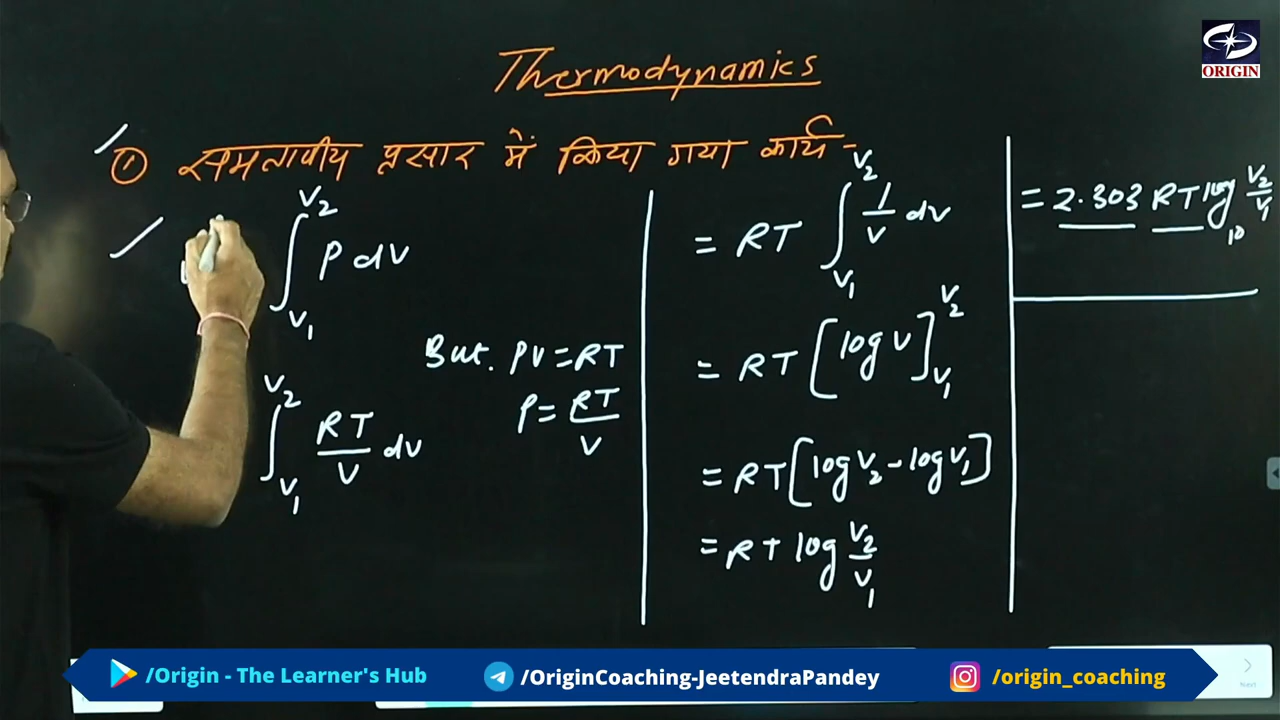 ORIGIN
Thermodynamics
① समतापीय प्रसार में किया गया कार्य -
∫_{V₁}^{V₂} P dv
But. PV = RT
P = RT/V
∫_{V₁}^{V₂} RT/V dv
= RT ∫_{V₁}^{V₂} 1/V dv
= RT [log V]_{V₁}^{V₂}
= RT [log V₂ - log V₁]
= RT log V₂/V₁
= 2.303 RT log₁₀ V₂/V₁
/Origin - The Learner's Hub
/OriginCoaching-JeetendraPandey
/origin_coaching